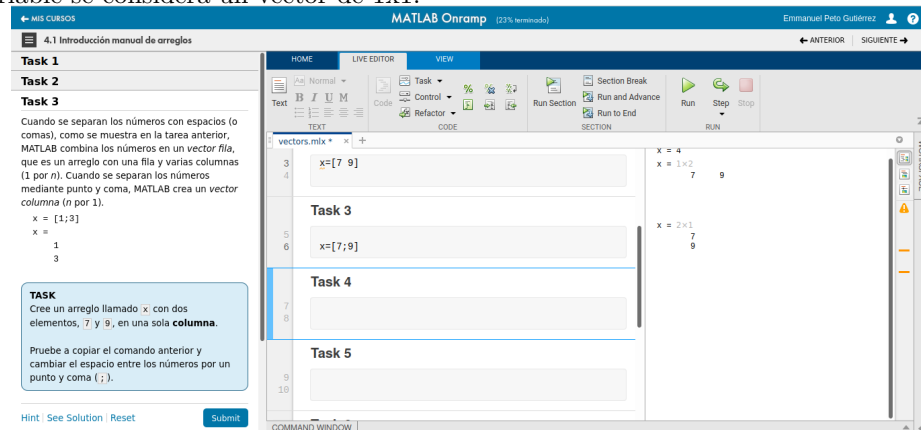 riable se considera un vector de 1x1.
MIS CURSOS
MATLAB Onramp (23% terminado)
Emmanuel Peto Gutiérrez
4.1 Introducción manual de arreglos
ANTERIOR SIGUIENTE
Task 1
Task 2
Task 3
Cuando se separan los números con espacios (o
comas), como se muestra en la tarea anterior,
MATLAB combina los números en un vector fila,
que es un arreglo con una fila y varias columnas
(1 por n). Cuando se separan los números
mediante punto y coma, MATLAB crea un vector
columna (n por 1).
x = [1;3]
x =
1
3
TASK
Cree un arreglo llamado x con dos
elementos, 7 y 9, en una sola columna.
Pruebe a copiar el comando anterior y
cambiar el espacio entre los números por un
punto y coma (;).
Hint See Solution Reset Submit
HOME LIVE EDITOR VIEW
Text
Aa Normal
B I U M
TEXT
Code
Task
Control
Refactor
CODE
Run Section
Section Break
Run and Advance
Run to End
SECTION
Run Step Stop
RUN
vectors.mlx * × +
3 x=[7 9]
4
Task 3
5
6 x=[7;9]
Task 4
7
8
Task 5
9
10
COMMAND WINDOW
x = 4
x = 1×2
7 9
x = 2×1
7
9